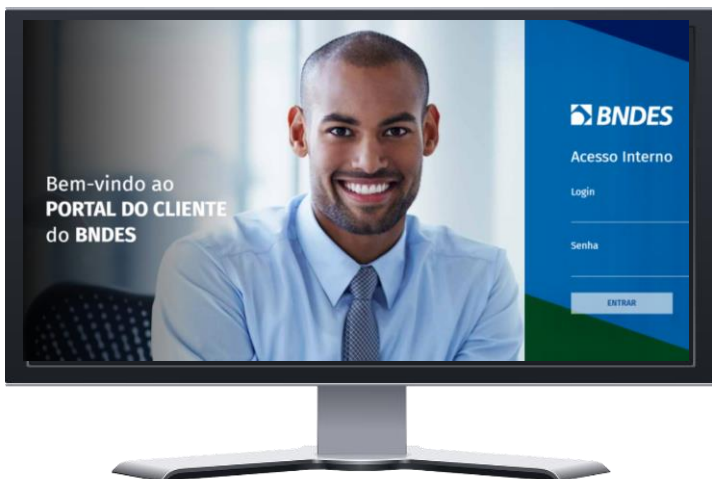 Bem-vindo ao
PORTAL DO CLIENTE
do BNDES
BNDES
Acesso Interno
Login
Senha
ENTRAR